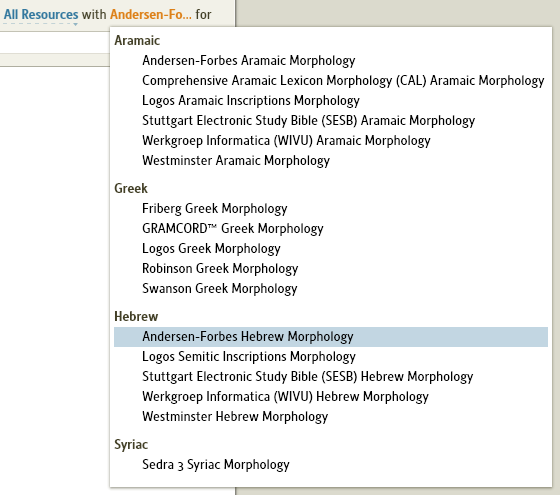 All Resources with Andersen-Fo... for
Aramaic
Andersen-Forbes Aramaic Morphology
Comprehensive Aramaic Lexicon Morphology (CAL) Aramaic Morphology
Logos Aramaic Inscriptions Morphology
Stuttgart Electronic Study Bible (SESB) Aramaic Morphology
Werkgroep Informatica (WIVU) Aramaic Morphology
Westminster Aramaic Morphology
Greek
Friberg Greek Morphology
GRAMCORD™ Greek Morphology
Logos Greek Morphology
Robinson Greek Morphology
Swanson Greek Morphology
Hebrew
Andersen-Forbes Hebrew Morphology
Logos Semitic Inscriptions Morphology
Stuttgart Electronic Study Bible (SESB) Hebrew Morphology
Werkgroep Informatica (WIVU) Hebrew Morphology
Westminster Hebrew Morphology
Syriac
Sedra 3 Syriac Morphology